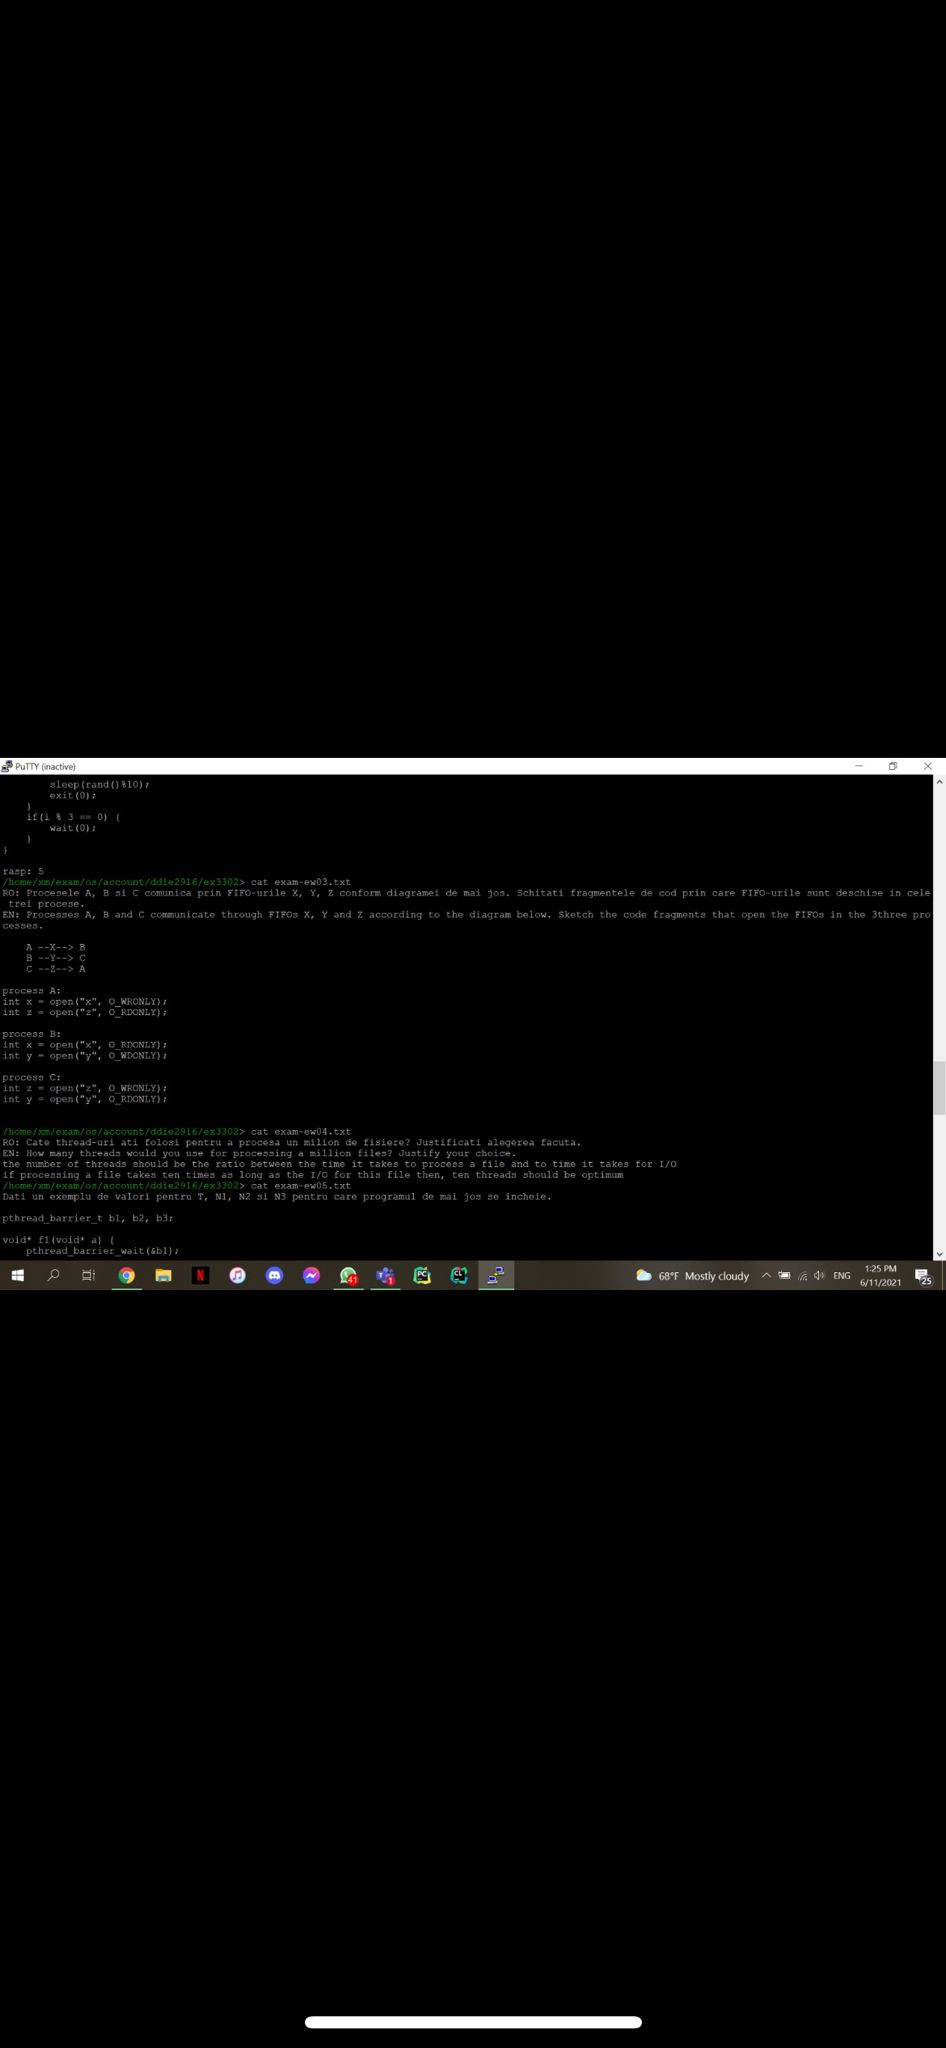 PuTTY (inactive)
sleep(rand()%10);
exit(0);
}
if(i % 3 == 0) {
wait(0);
}
}
rasp: 5
/home/xm/exam/os/account/ddie2916/ex3302> cat exam-ew03.txt
RO: Procesele A, B si C comunica prin FIFO-urile X, Y, Z conform diagramei de mai jos. Schitati fragmentele de cod prin care FIFO-urile sunt deschise in cele
trei procese.
EN: Processes A, B and C communicate through FIFOs X, Y and Z according to the diagram below. Sketch the code fragments that open the FIFOs in the 3three pro
cesses.
A --X--> B
B --Y--> C
C --Z--> A
process A:
int x = open("x", O_WRONLY);
int z = open("z", O_RDONLY);
process B:
int x = open("x", O_RDONLY);
int y = open("y", O_WDONLY);
process C:
int z = open("z", O_WRONLY);
int y = open("y", O_RDONLY);
/home/xm/exam/os/account/ddie2916/ex3302> cat exam-ew04.txt
RO: Cate thread-uri ati folosi pentru a procesa un milion de fisiere? Justificati alegerea facuta.
EN: How many threads would you use for processing a million files? Justify your choice.
the number of threads should be the ratio between the time it takes to process a file and to time it takes for I/O
if processing a file takes ten times as long as the I/O for this file then, ten threads should be optimum
/home/xm/exam/os/account/ddie2916/ex3302> cat exam-ew05.txt
Dati un exemplu de valori pentru T, N1, N2 si N3 pentru care programul de mai jos se incheie.
pthread_barrier_t b1, b2, b3;
void* f1(void* a) {
pthread_barrier_wait(&b1);
N
41
T
1
PC
CL
68°F Mostly cloudy
ENG
1:25 PM
6/11/2021
25